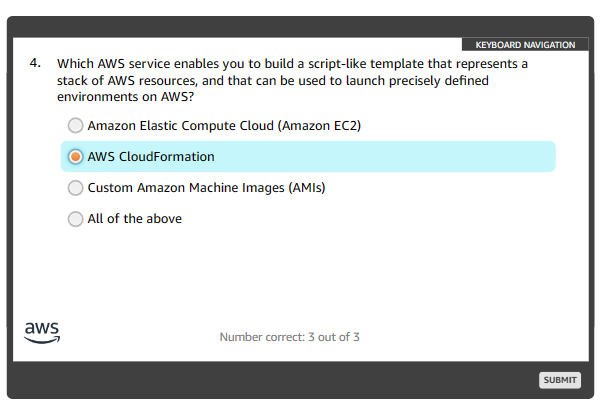 KEYBOARD NAVIGATION
4. Which AWS service enables you to build a script-like template that represents a
stack of AWS resources, and that can be used to launch precisely defined
environments on AWS?
Amazon Elastic Compute Cloud (Amazon EC2)
AWS CloudFormation
Custom Amazon Machine Images (AMIs)
All of the above
aws
Number correct: 3 out of 3
SUBMIT